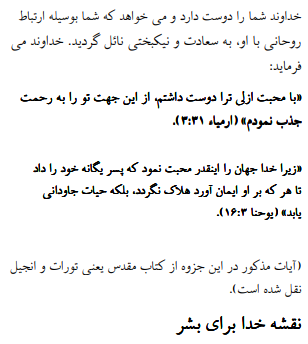 خداوند شما را دوست دارد و می خواهد که شما بوسیله ارتباط
روحانی با او، به سعادت و نیکبختی نائل گردید. خداوند می
فرماید:
«با محبت ازلی ترا دوست داشتم، از این جهت تو را به رحمت
جذب نمودم» (ارمیاء ۳:۳۱).
«زیرا خدا جهان را اینقدر محبت نمود که پسر یگانه خود را داد
تا هر که بر او ایمان آورد هلاک نگردد، بلکه حیات جاودانی
یابد» (یوحنا ۱۶:۳).
(آیات مذکور در این جزوه از کتاب مقدس یعنی تورات و انجیل
نقل شده است).
نقشه خدا برای بشر